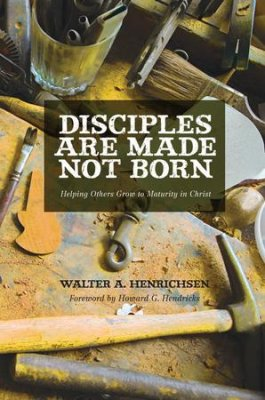 DISCIPLES
ARE MADE
NOT BORN
Helping Others Grow to Maturity in Christ
WALTER A. HENRICHSEN
Foreword by Howard G. Hendricks